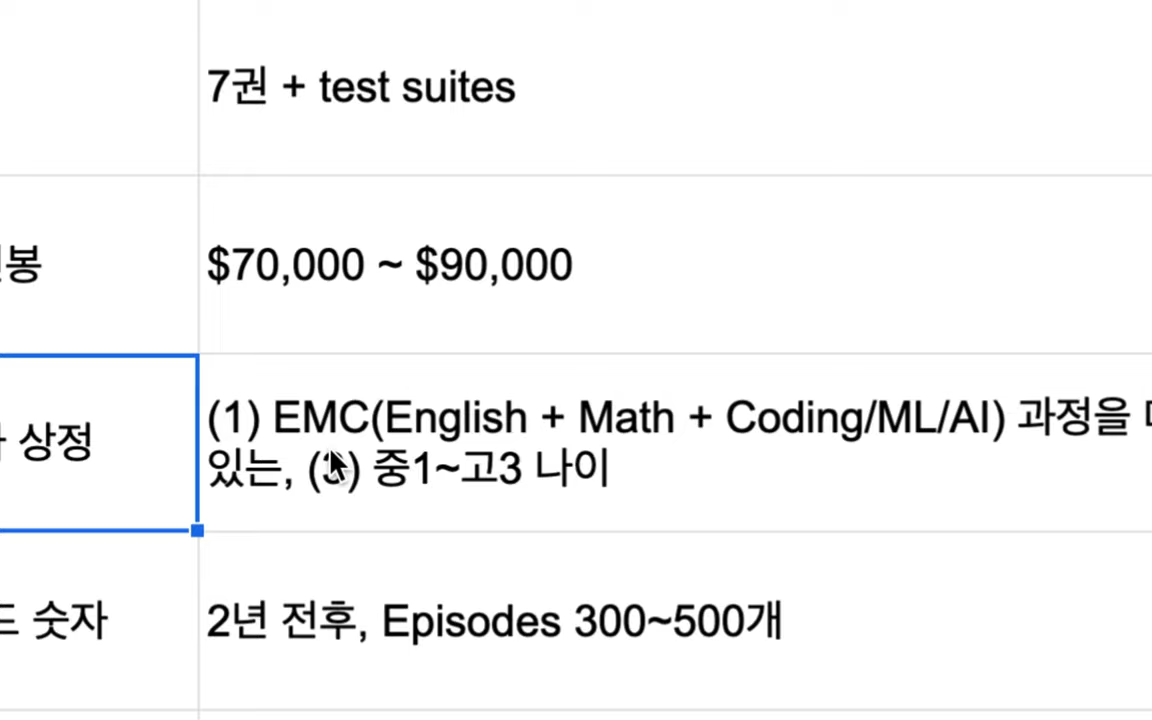 7권 + test suites
봉
$70,000 ~ $90,000
상정
(1) EMC(English + Math + Coding/ML/AI) 과정을
있는, (3) 중1~고3 나이
숫자
2년 전후, Episodes 300~500개